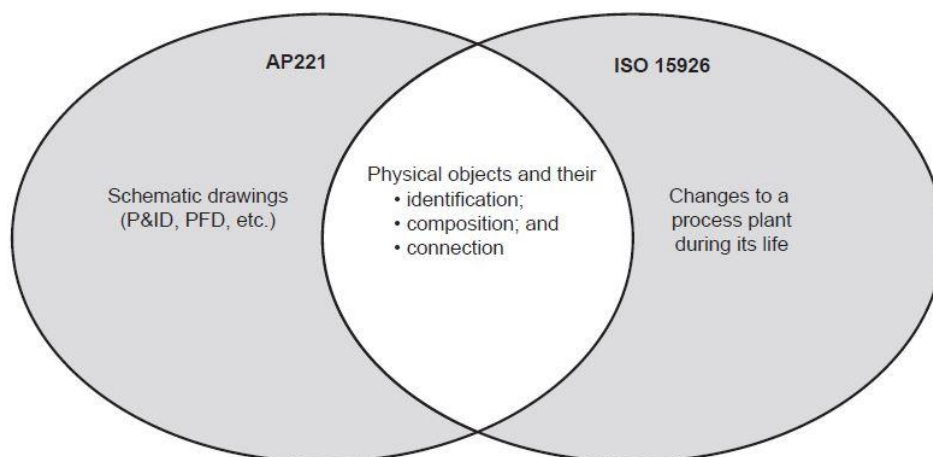 AP221
ISO 15926
Schematic drawings
(P&ID, PFD, etc.)
Physical objects and their
• identification;
• composition; and
• connection
Changes to a
process plant
during its life